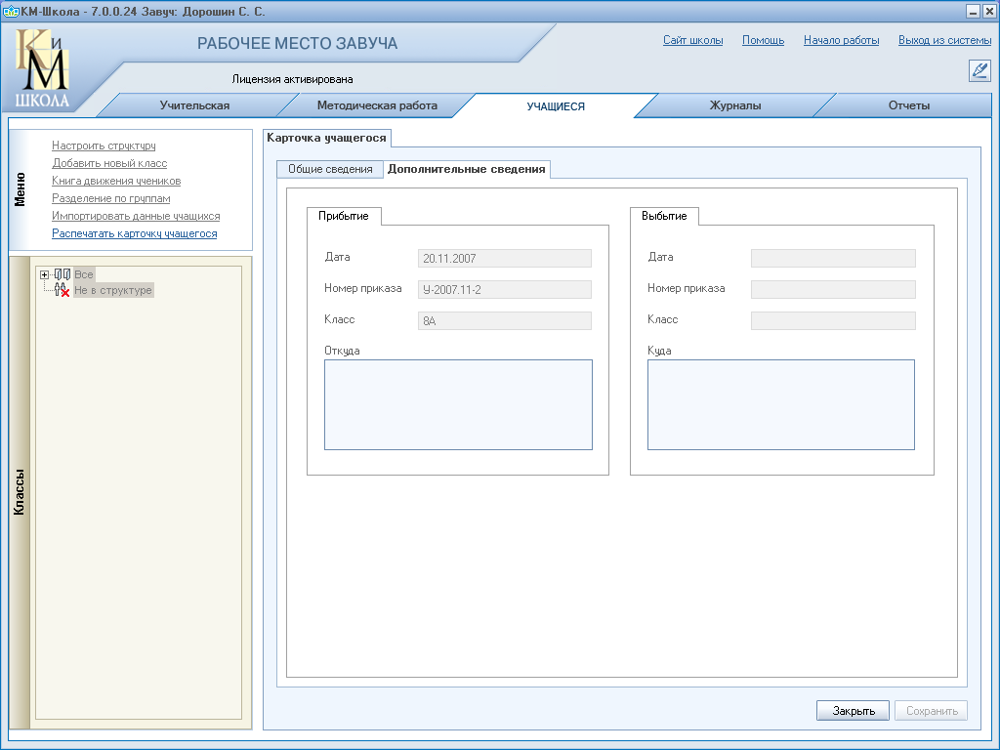 КМ-Школа - 7.0.0.24 Завуч: Дорошин С. С.
КИ
М
ШКОЛА
РАБОЧЕЕ МЕСТО ЗАВУЧА
Сайт школы Помощь Начало работы Выход из системы
Лицензия активирована
Учительская Методическая работа УЧАЩИЕСЯ Журналы Отчеты
Меню
Настроить структуру
Добавить новый класс
Книга движения учеников
Разделение по группам
Импортировать данные учащихся
Распечатать карточку учащегося
Классы
Все
Не в структуре
Карточка учащегося
Общие сведения Дополнительные сведения
Прибытие
Дата 20.11.2007
Номер приказа У-2007.11-2
Класс 8А
Откуда
Выбытие
Дата
Номер приказа
Класс
Куда
Закрыть Сохранить